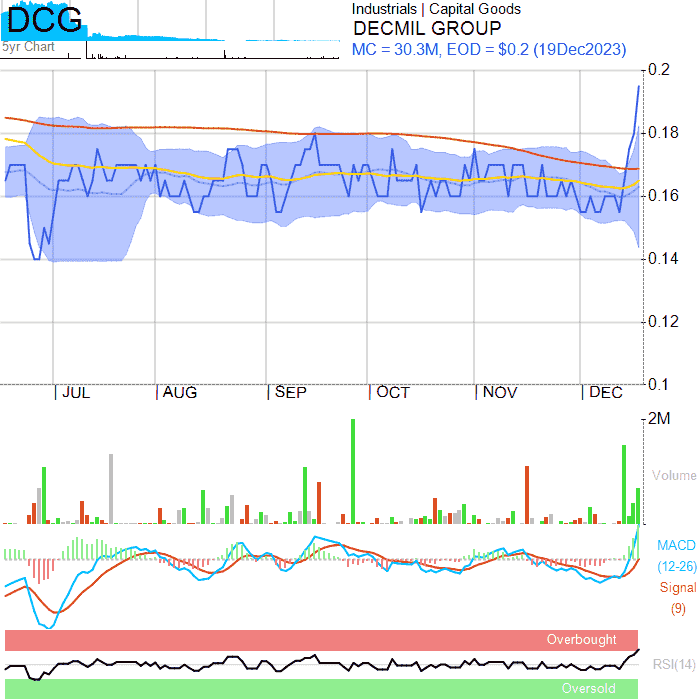 DCG
5yr Chart
Industrials | Capital Goods
DECMIL GROUP
MC = 30.3M, EOD = $0.2 (19Dec2023)
0.2
0.18
0.16
0.14
0.12
0.1
JUL AUG SEP OCT NOV DEC
2M
Volume
MACD
(12-26)
Signal
(9)
Overbought
RSI(14)
Oversold